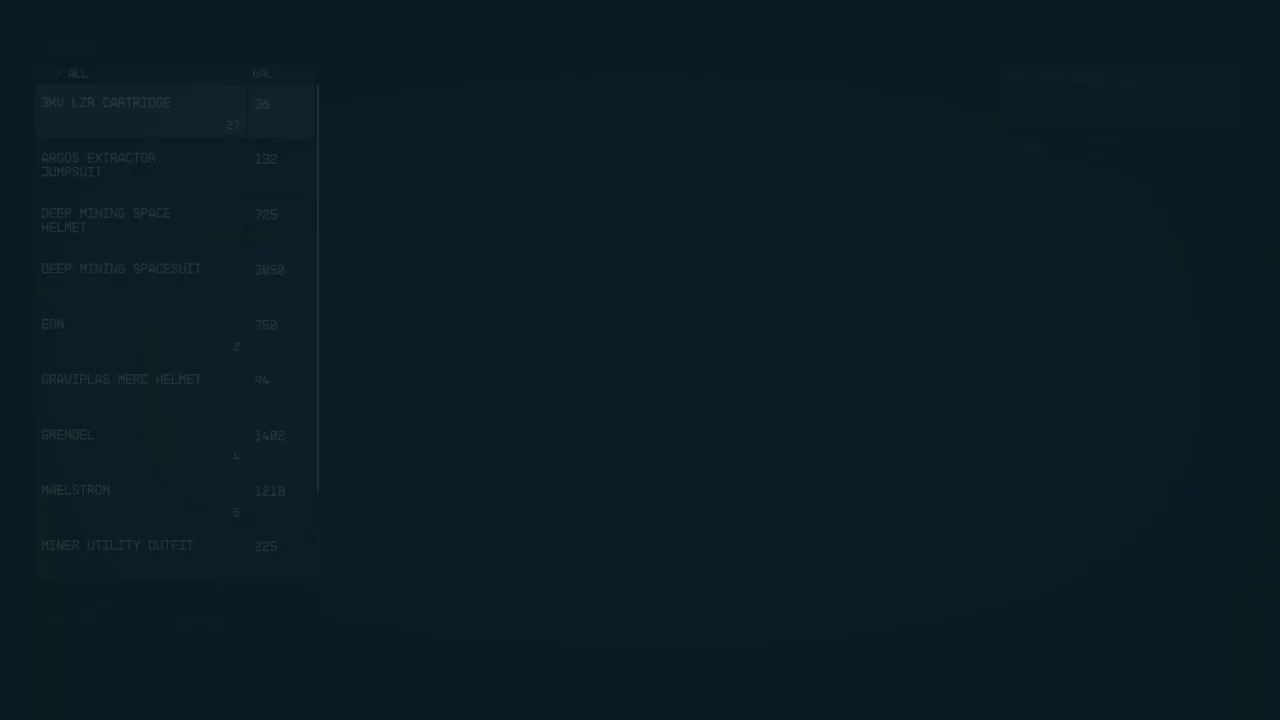 ALL VAL
3KV LZR CARTRIDGE 36
27
ARGOS EXTRACTOR 132
JUMPSUIT
DEEP MINING SPACE 725
HELMET
DEEP MINING SPACESUIT 3050
EON 750
2
GRAVIPLAS MERC HELMET 94
GRENDEL 1402
4
MAELSTROM 1210
5
MINER UTILITY OUTFIT 225